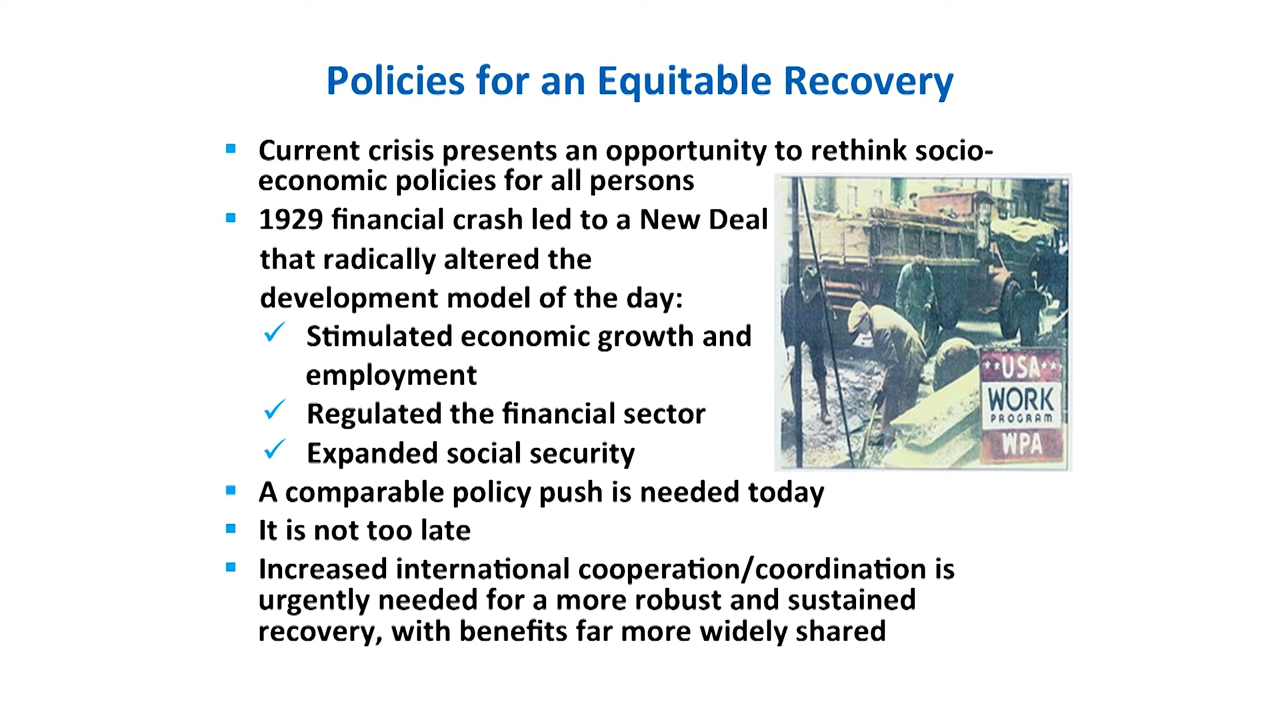 Policies for an Equitable Recovery
▪ Current crisis presents an opportunity to rethink socio-
economic policies for all persons
▪ 1929 financial crash led to a New Deal
that radically altered the
development model of the day:
✓ Stimulated economic growth and
employment
✓ Regulated the financial sector
✓ Expanded social security
▪ A comparable policy push is needed today
▪ It is not too late
▪ Increased international cooperation/coordination is
urgently needed for a more robust and sustained
recovery, with benefits far more widely shared
USA
WORK
PROGRAM
WPA